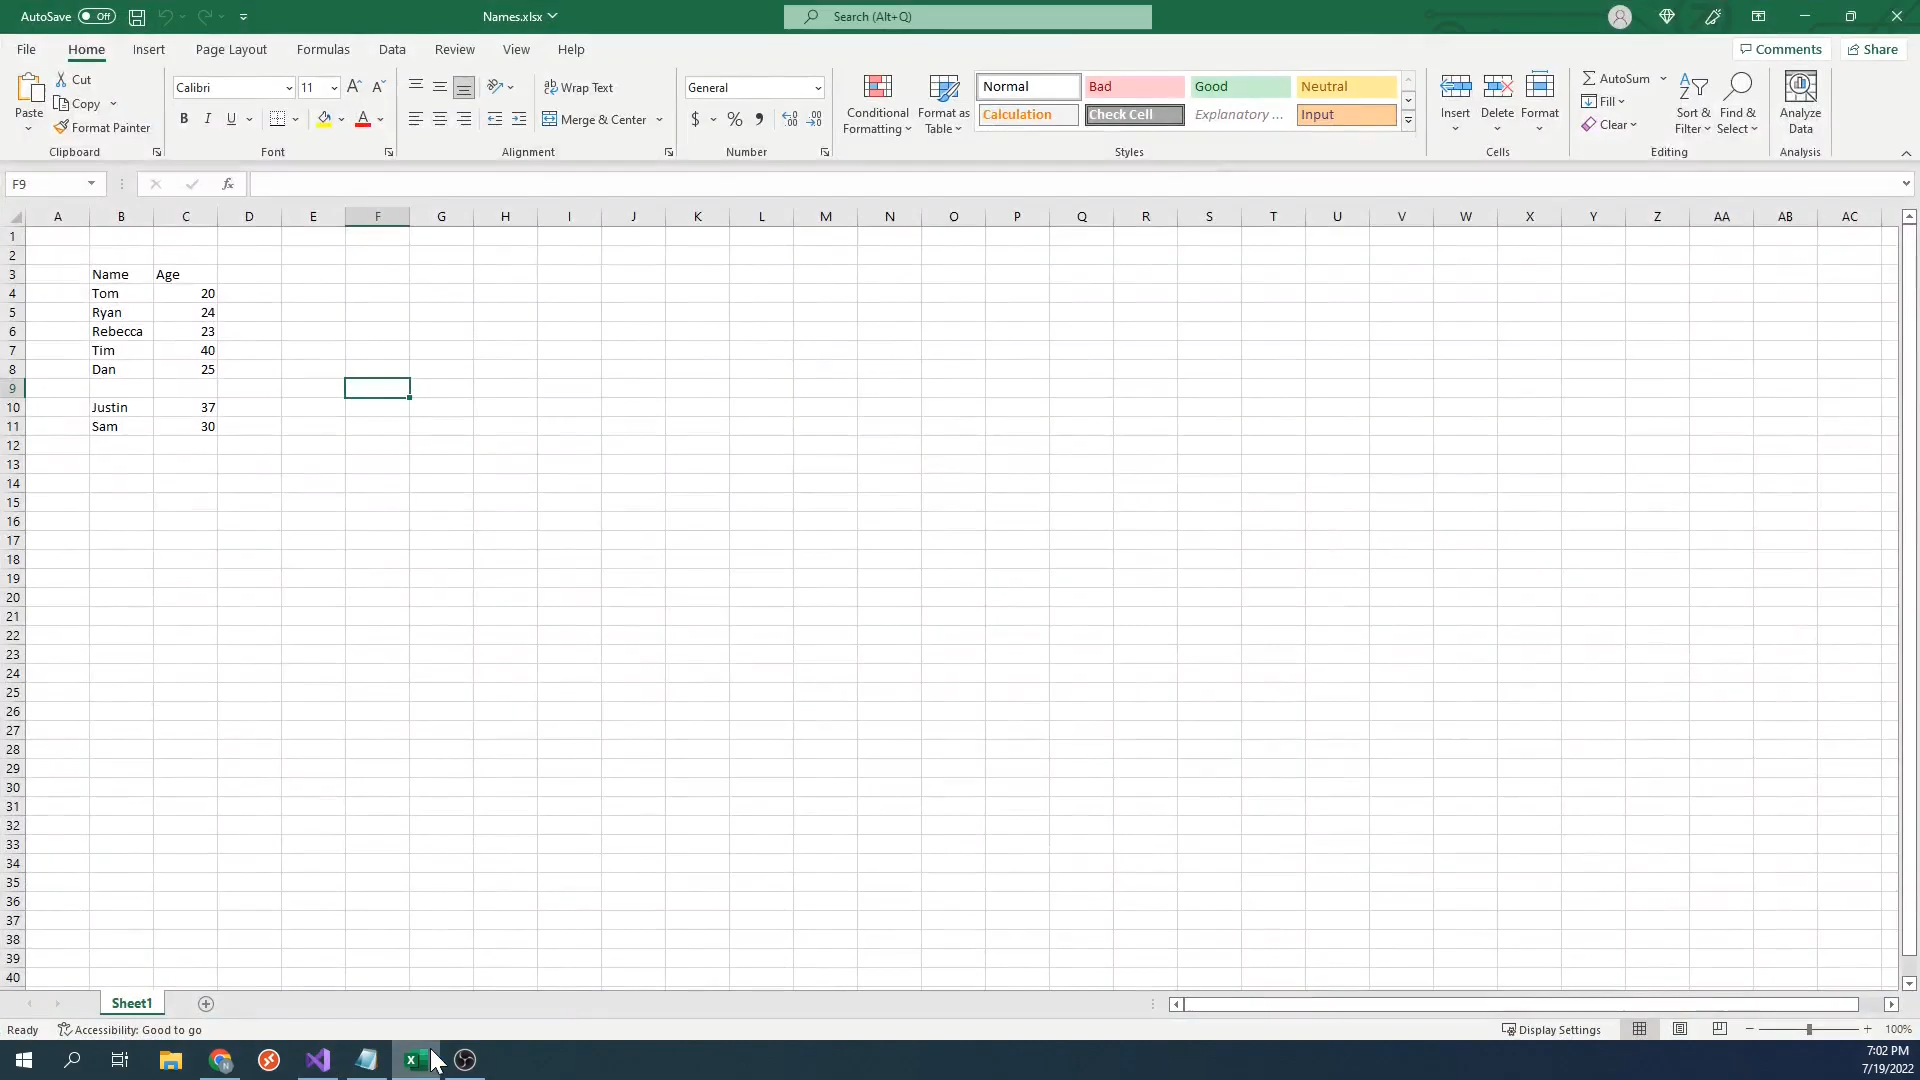 AutoSave Off Names.xlsx Search (Alt+Q)
File Home Insert Page Layout Formulas Data Review View Help Comments Share
Paste
Cut
Copy
Format Painter
Clipboard
Calibri 11
B I U
Font
Wrap Text
Merge & Center
Alignment
General
$ % 9
Number
Conditional
Formatting
Format as
Table
Normal Bad Good Neutral
Calculation Check Cell Explanatory ... Input
Styles
Insert Delete Format
Cells
AutoSum
Fill
Clear
Sort &
Filter
Find &
Select
Editing
Analyze
Data
Analysis
F9 fx
A B C D E F G H I J K L M N O P Q R S T U V W X Y Z AA AB AC
1
2
3 Name Age
4 Tom 20
5 Ryan 24
6 Rebecca 23
7 Tim 40
8 Dan 25
9
10 Justin 37
11 Sam 30
12
13
14
15
16
17
18
19
20
21
22
23
24
25
26
27
28
29
30
31
32
33
34
35
36
37
38
39
40
Sheet1
Ready Accessibility: Good to go Display Settings 100%
7:02 PM
7/19/2022